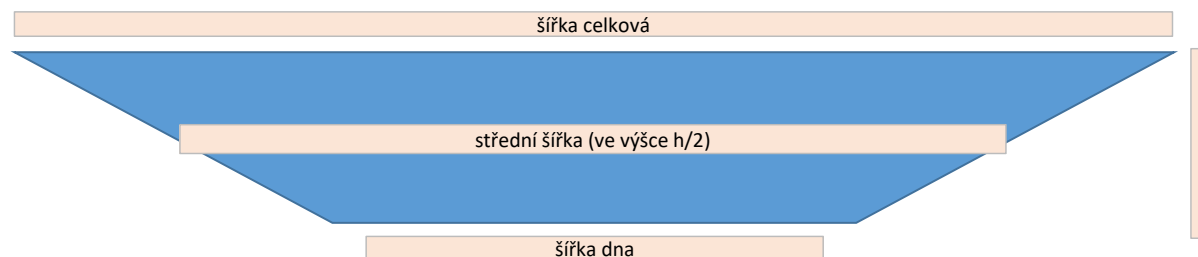 šířka celková
střední šířka (ve výšce h/2)
šířka dna